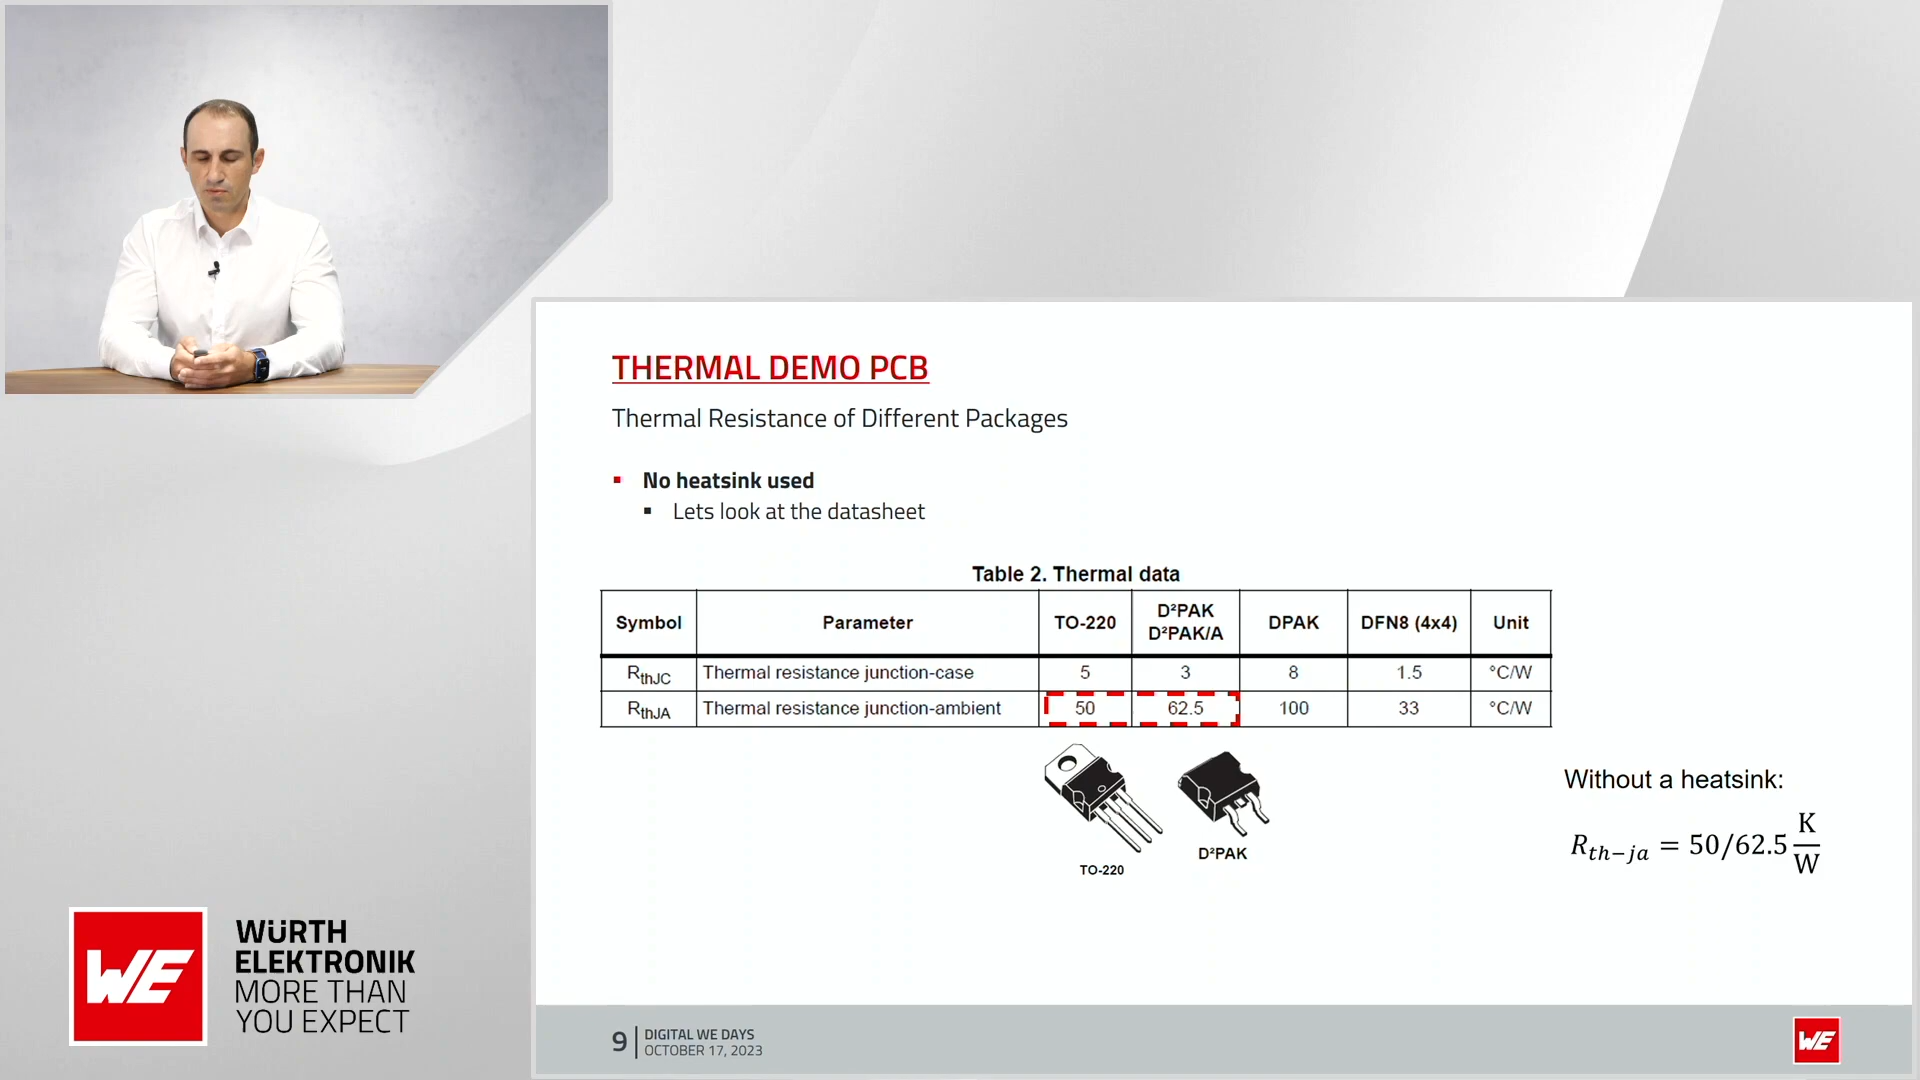 THERMAL DEMO PCB
Thermal Resistance of Different Packages
▪ No heatsink used
▪ Lets look at the datasheet
Table 2. Thermal data
Symbol Parameter TO-220 D²PAK D²PAK/A DPAK DFN8 (4x4) Unit
RthJC Thermal resistance junction-case 5 3 8 1.5 °C/W
RthJA Thermal resistance junction-ambient 50 62.5 100 33 °C/W
TO-220
D²PAK
Without a heatsink:
Rth−ja = 50/62.5 K/W
WE
WÜRTH
ELEKTRONIK
MORE THAN
YOU EXPECT
9
DIGITAL WE DAYS
OCTOBER 17, 2023
WE